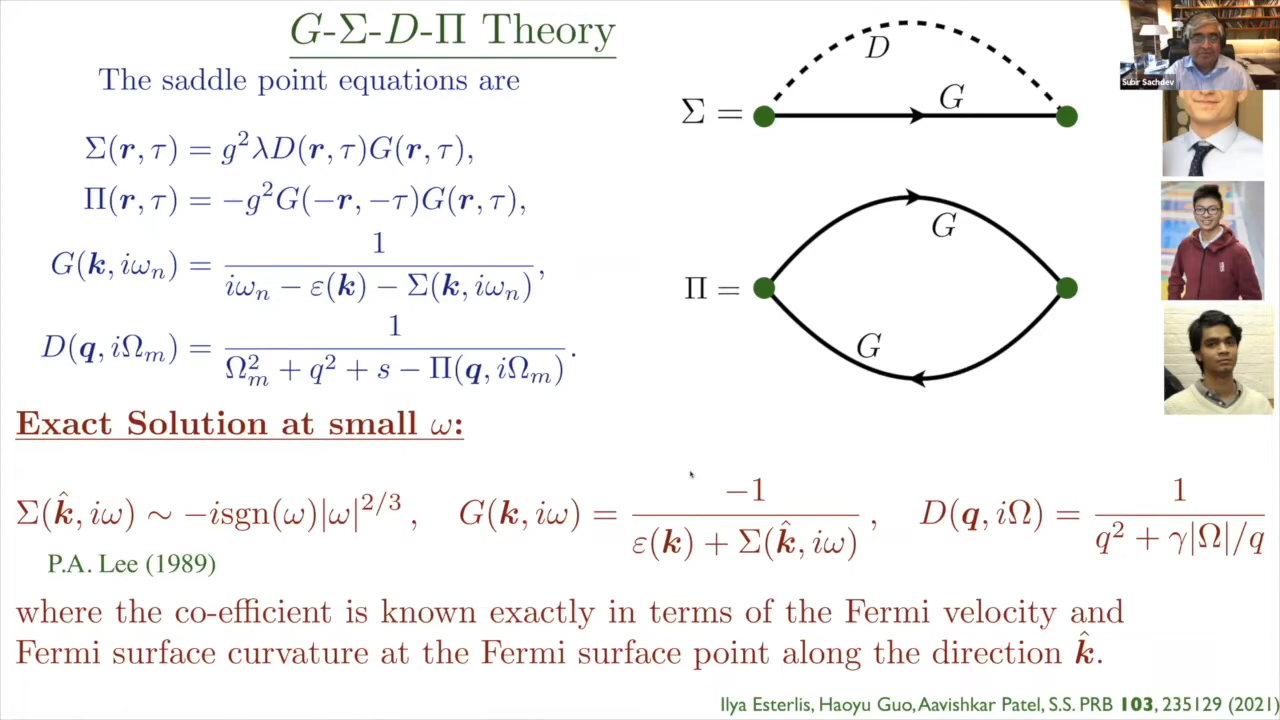 G-Σ-D-Π Theory
The saddle point equations are
Σ(r, τ) = g²λD(r, τ)G(r, τ),
Π(r, τ) = −g²G(−r, −τ)G(r, τ),
G(k, iωₙ) = 1 / (iωₙ − ε(k) − Σ(k, iωₙ)),
D(q, iΩₘ) = 1 / (Ωₘ² + q² + s − Π(q, iΩₘ)).
Σ =
D
G
Π =
G
G
Subir Sachdev
Exact Solution at small ω:
Σ(k̂, iω) ∼ −isgn(ω)|ω|^{2/3}, G(k, iω) = −1 / (ε(k) + Σ(k̂, iω)), D(q, iΩ) = 1 / (q² + γ|Ω|/q)
P.A. Lee (1989)
where the co-efficient is known exactly in terms of the Fermi velocity and
Fermi surface curvature at the Fermi surface point along the direction k̂.
Ilya Esterlis, Haoyu Guo, Aavishkar Patel, S.S. PRB 103, 235129 (2021)